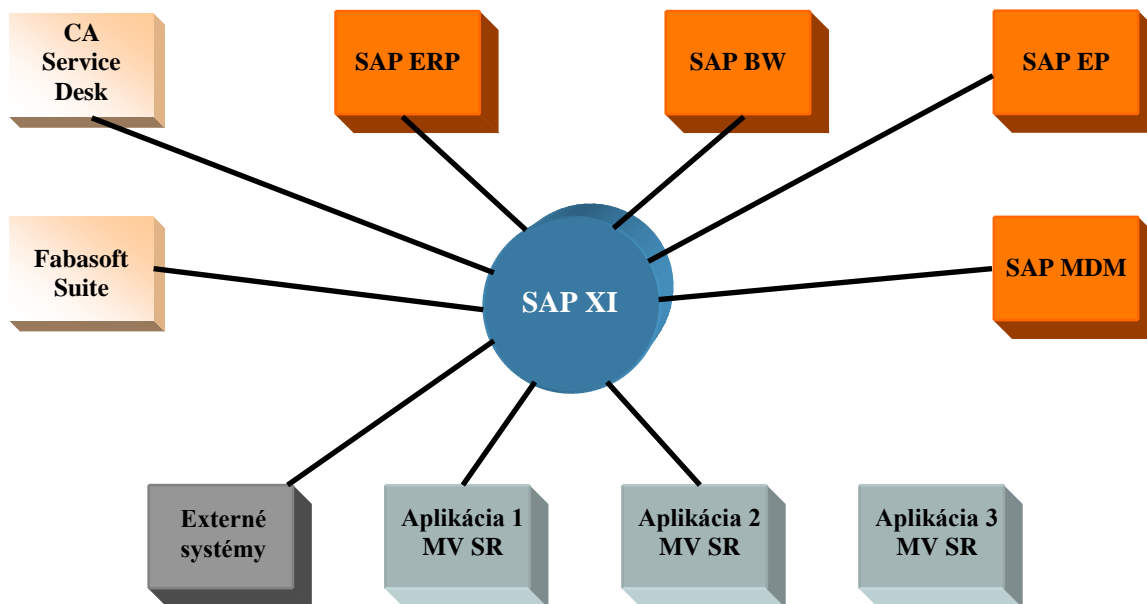 CA
Service
Desk
SAP ERP
SAP BW
SAP EP
Fabasoft
Suite
SAP MDM
SAP XI
Externé
systémy
Aplikácia 1
MV SR
Aplikácia 2
MV SR
Aplikácia 3
MV SR